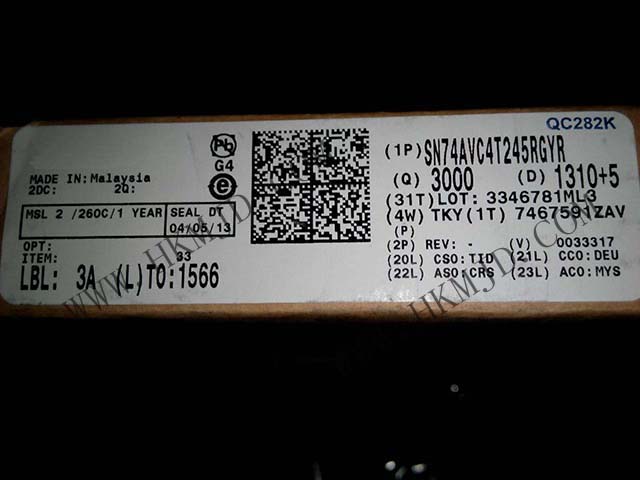 QC282K
Pb
G4
e
MADE IN: Malaysia
2DC: 2Q:
MSL 2 /260C/1 YEAR
SEAL DT
04/05/13
OPT:
ITEM: 33
LBL: 3A (L)TO:1566
(1P) SN74AVC4T245RGYR
(Q) 3000 (D) 1310+5
(31T)LOT: 3346781ML3
(4W) TKY(1T) 7467591ZAV
(P)
(2P) REV: - (V) 0033317
(20L) CSO:TID (21L) CCO:DEU
(22L) ASO:CRS (23L) ACO:MYS
WWW.HKMJD.COM
HKMJD